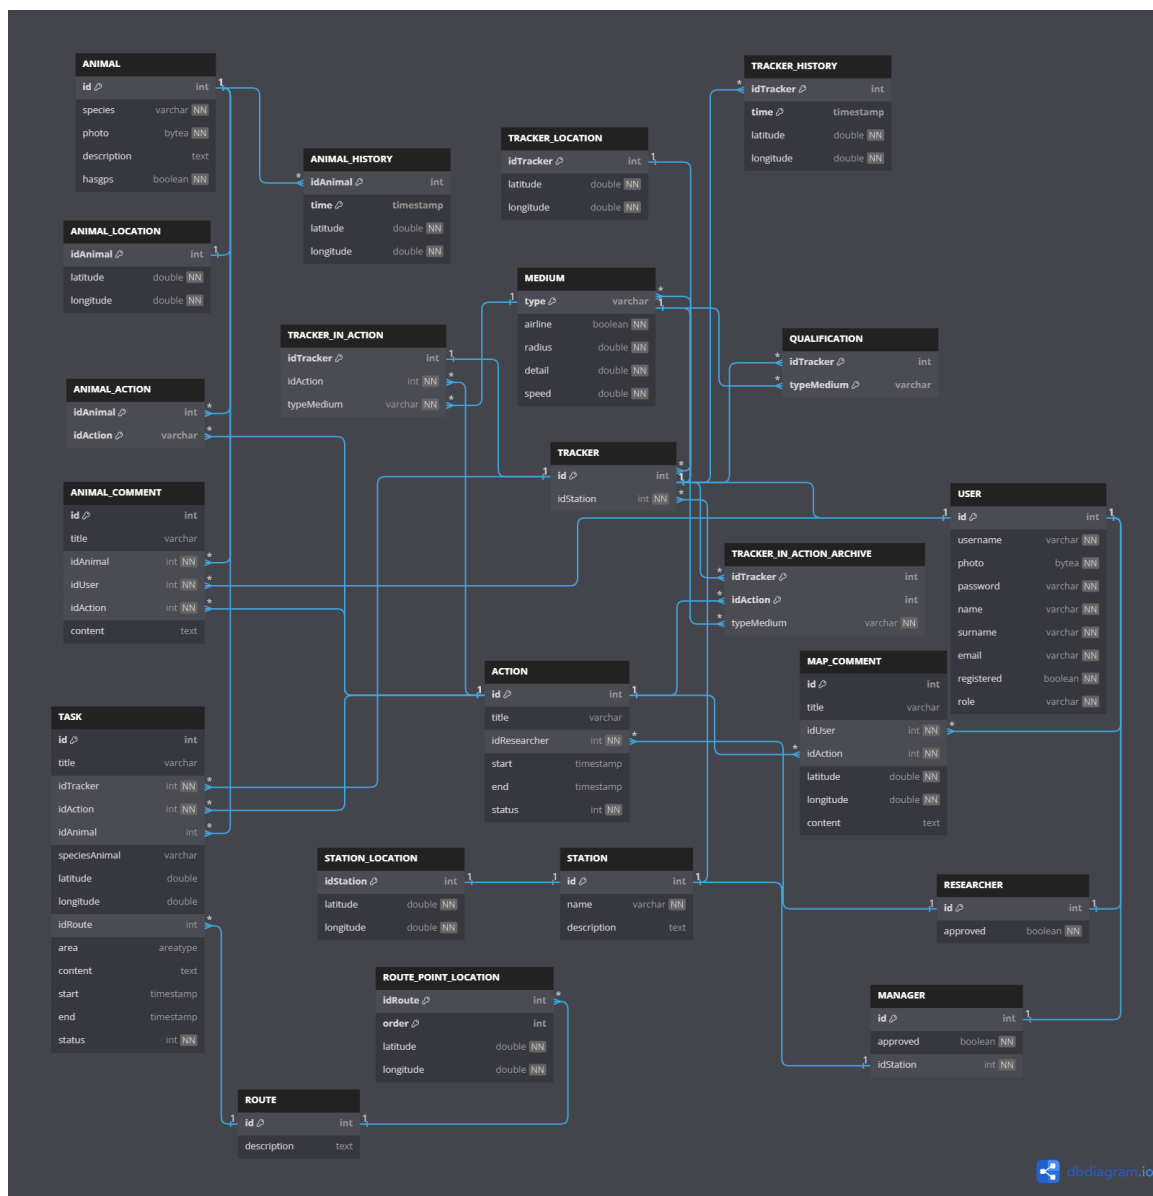 ANIMAL
id int
species varchar NN
photo bytea NN
description text
hasgps boolean NN
TRACKER_HISTORY
idTracker int
time timestamp
latitude double NN
longitude double NN
TRACKER_LOCATION
idTracker int
latitude double NN
longitude double NN
ANIMAL_HISTORY
idAnimal int
time timestamp
latitude double NN
longitude double NN
ANIMAL_LOCATION
idAnimal int
latitude double NN
longitude double NN
MEDIUM
type varchar
airline boolean NN
radius double NN
detail double NN
speed double NN
TRACKER_IN_ACTION
idTracker int
idAction int NN
typeMedium varchar NN
QUALIFICATION
idTracker int
typeMedium varchar
ANIMAL_ACTION
idAnimal int
idAction varchar
TRACKER
id int
idStation int NN
ANIMAL_COMMENT
id int
title varchar
idAnimal int NN
idUser int NN
idAction int NN
content text
USER
id int
username varchar NN
photo bytea NN
password varchar NN
name varchar NN
surname varchar NN
email varchar NN
registered boolean NN
role varchar NN
TRACKER_IN_ACTION_ARCHIVE
idTracker int
idAction int
typeMedium varchar NN
MAP_COMMENT
id int
title varchar
idUser int NN
idAction int NN
latitude double NN
longitude double NN
content text
ACTION
id int
title varchar
idResearcher int NN
start timestamp
end timestamp
status int NN
TASK
id int
title varchar
idTracker int NN
idAction int NN
idAnimal int
speciesAnimal varchar
latitude double
longitude double
idRoute int
area areatype
content text
start timestamp
end timestamp
status int NN
STATION_LOCATION
idStation int
latitude double NN
longitude double NN
STATION
id int
name varchar NN
description text
RESEARCHER
id int
approved boolean NN
ROUTE_POINT_LOCATION
idRoute int
order int
latitude double NN
longitude double NN
MANAGER
id int
approved boolean NN
idStation int NN
ROUTE
id int
description text
dbdiagram.io